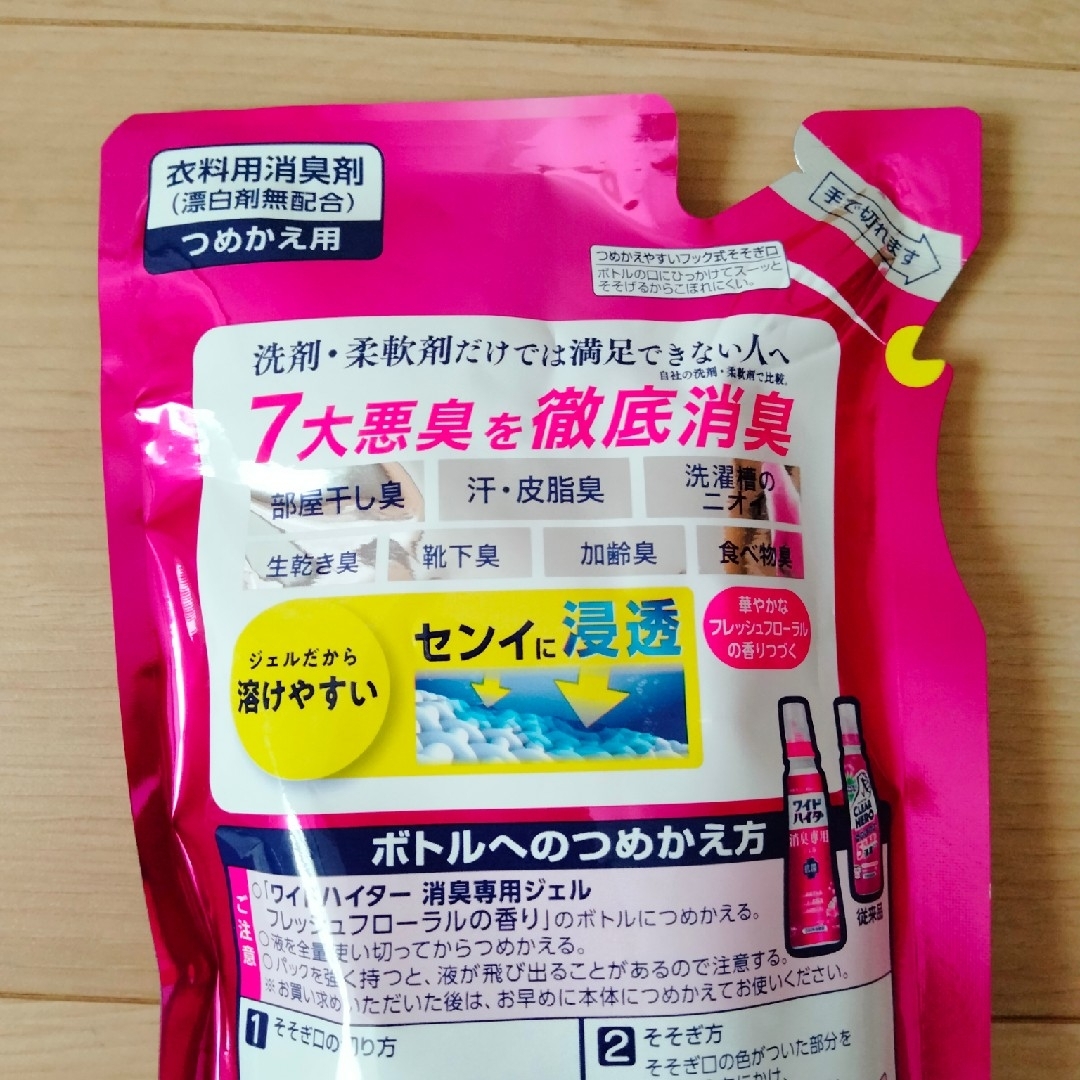 衣料用消臭剤
(漂白剤無配合)
つめかえ用
手で切れます
つめかえやすいフック式そそぎ口
ボトルの口にひっかけてスーッと
そそげるからこぼれにくい。
洗剤・柔軟剤だけでは満足できない人へ
自社の洗剤・柔軟剤で比較。
7大悪臭を徹底消臭
部屋干し臭
汗・皮脂臭
洗濯槽の
ニオイ
生乾き臭
靴下臭
加齢臭
食べ物臭
ジェルだから
溶けやすい
センイに浸透
華やかな
フレッシュフローラル
の香りつづく
ワイド
ハイター
消臭専用
従来品
ボトルへのつめかえ方
ご注意
○「ワイドハイター 消臭専用ジェル
フレッシュフローラルの香り」のボトルにつめかえる。
○液を全量使い切ってからつめかえる。
○パックを強く持つと、液が飛び出ることがあるので注意する。
※お買い求めいただいた後は、お早めに本体につめかえてお使いください。
1 そそぎ口の切り方
2 そそぎ方
そそぎ口の色がついた部分を